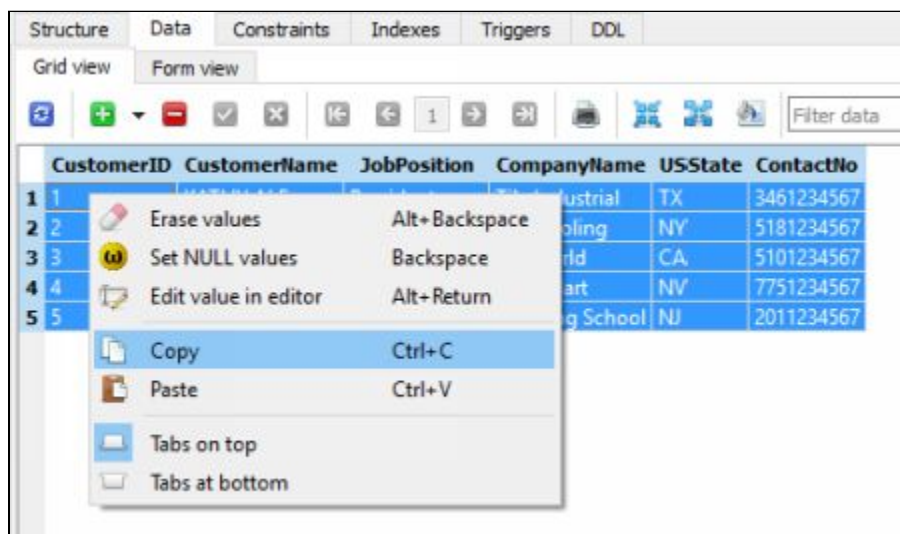 Structure Data Constraints Indexes Triggers DDL
Grid view Form view
1 Filter data
CustomerID CustomerName JobPosition CompanyName USState ContactNo
1 1 ustrial TX 3461234567
2 2 oling NY 5181234567
3 3 rld CA 5101234567
4 4 art NV 7751234567
5 5 g School NJ 2011234567
Erase values Alt+Backspace
Set NULL values Backspace
Edit value in editor Alt+Return
Copy Ctrl+C
Paste Ctrl+V
Tabs on top
Tabs at bottom